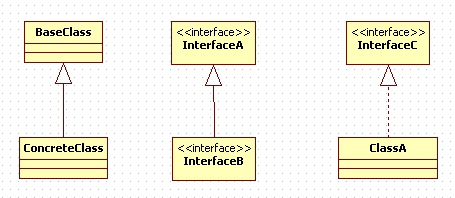 BaseClass
<<interface>>
InterfaceA
<<interface>>
InterfaceC
ConcreteClass
<<interface>>
InterfaceB
ClassA